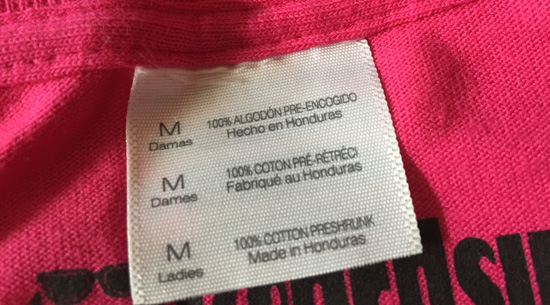 M 100% ALGODÓN PRE-ENCOGIDO
Damas Hecho en Honduras
M 100% COTON PRÉ-RÉTRÉCI
Dames Fabriqué au Honduras
M 100% COTTON PRESHRUNK
Ladies Made in Honduras